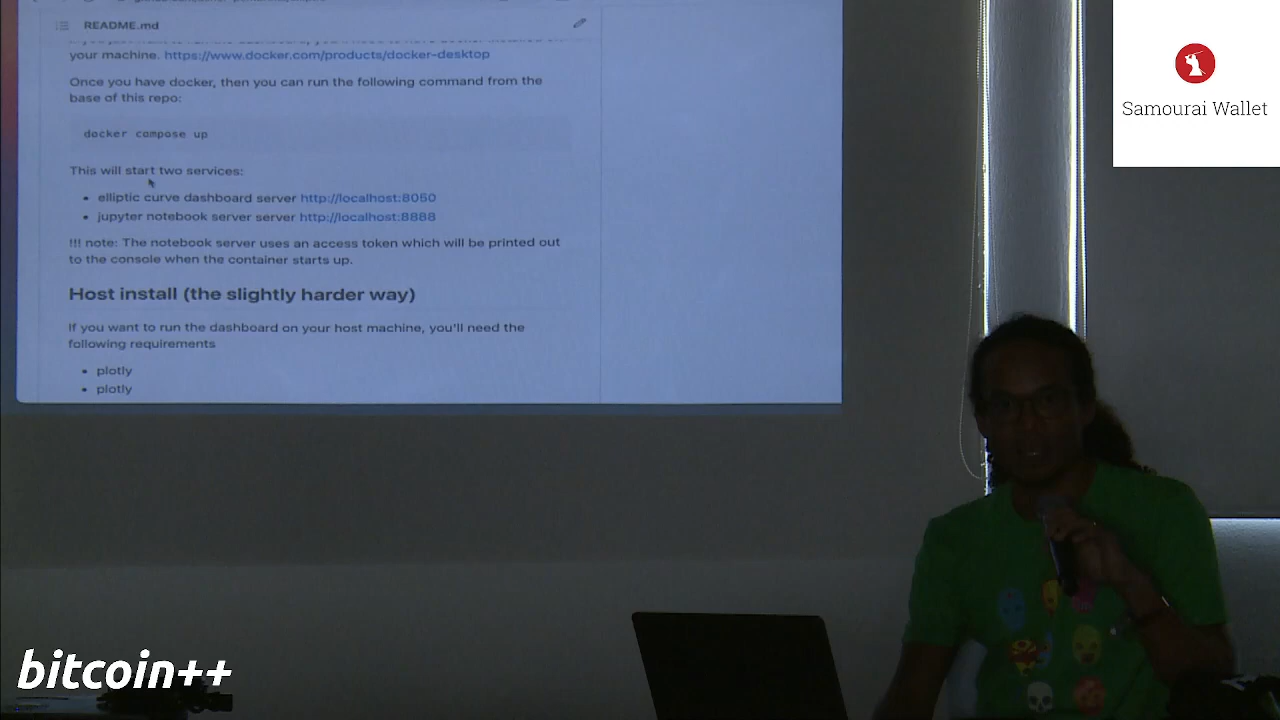 README.md
your machine. https://www.docker.com/products/docker-desktop
Once you have docker, then you can run the following command from the
base of this repo:
docker compose up
This will start two services:
• elliptic curve dashboard server http://localhost:8050
• jupyter notebook server server http://localhost:8888
!!! note: The notebook server uses an access token which will be printed out
to the console when the container starts up.
Host install (the slightly harder way)
If you want to run the dashboard on your host machine, you'll need the
following requirements
• plotly
• plotly
Samourai Wallet
bitcoin++